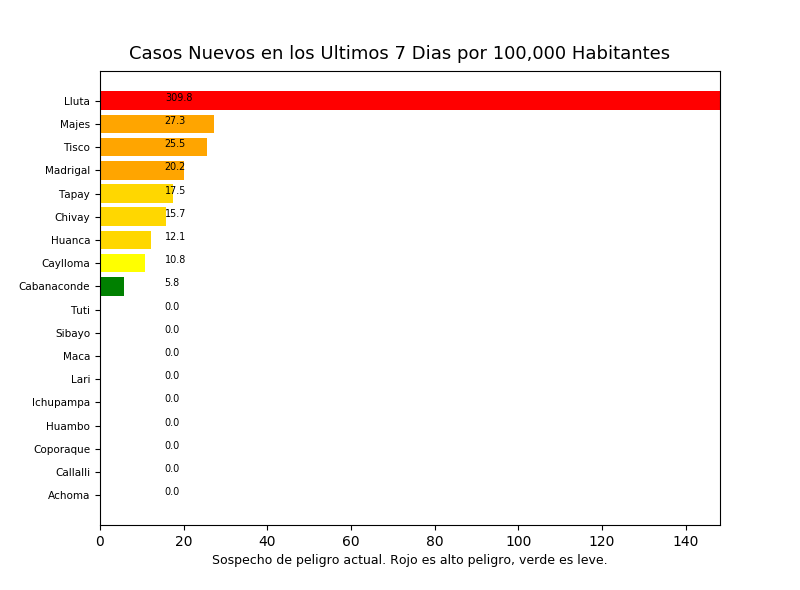 Casos Nuevos en los Ultimos 7 Dias por 100,000 Habitantes
Lluta 309.8
Majes 27.3
Tisco 25.5
Madrigal 20.2
Tapay 17.5
Chivay 15.7
Huanca 12.1
Caylloma 10.8
Cabanaconde 5.8
Tuti 0.0
Sibayo 0.0
Maca 0.0
Lari 0.0
Ichupampa 0.0
Huambo 0.0
Coporaque 0.0
Callalli 0.0
Achoma 0.0
0 20 40 60 80 100 120 140
Sospecho de peligro actual. Rojo es alto peligro, verde es leve.